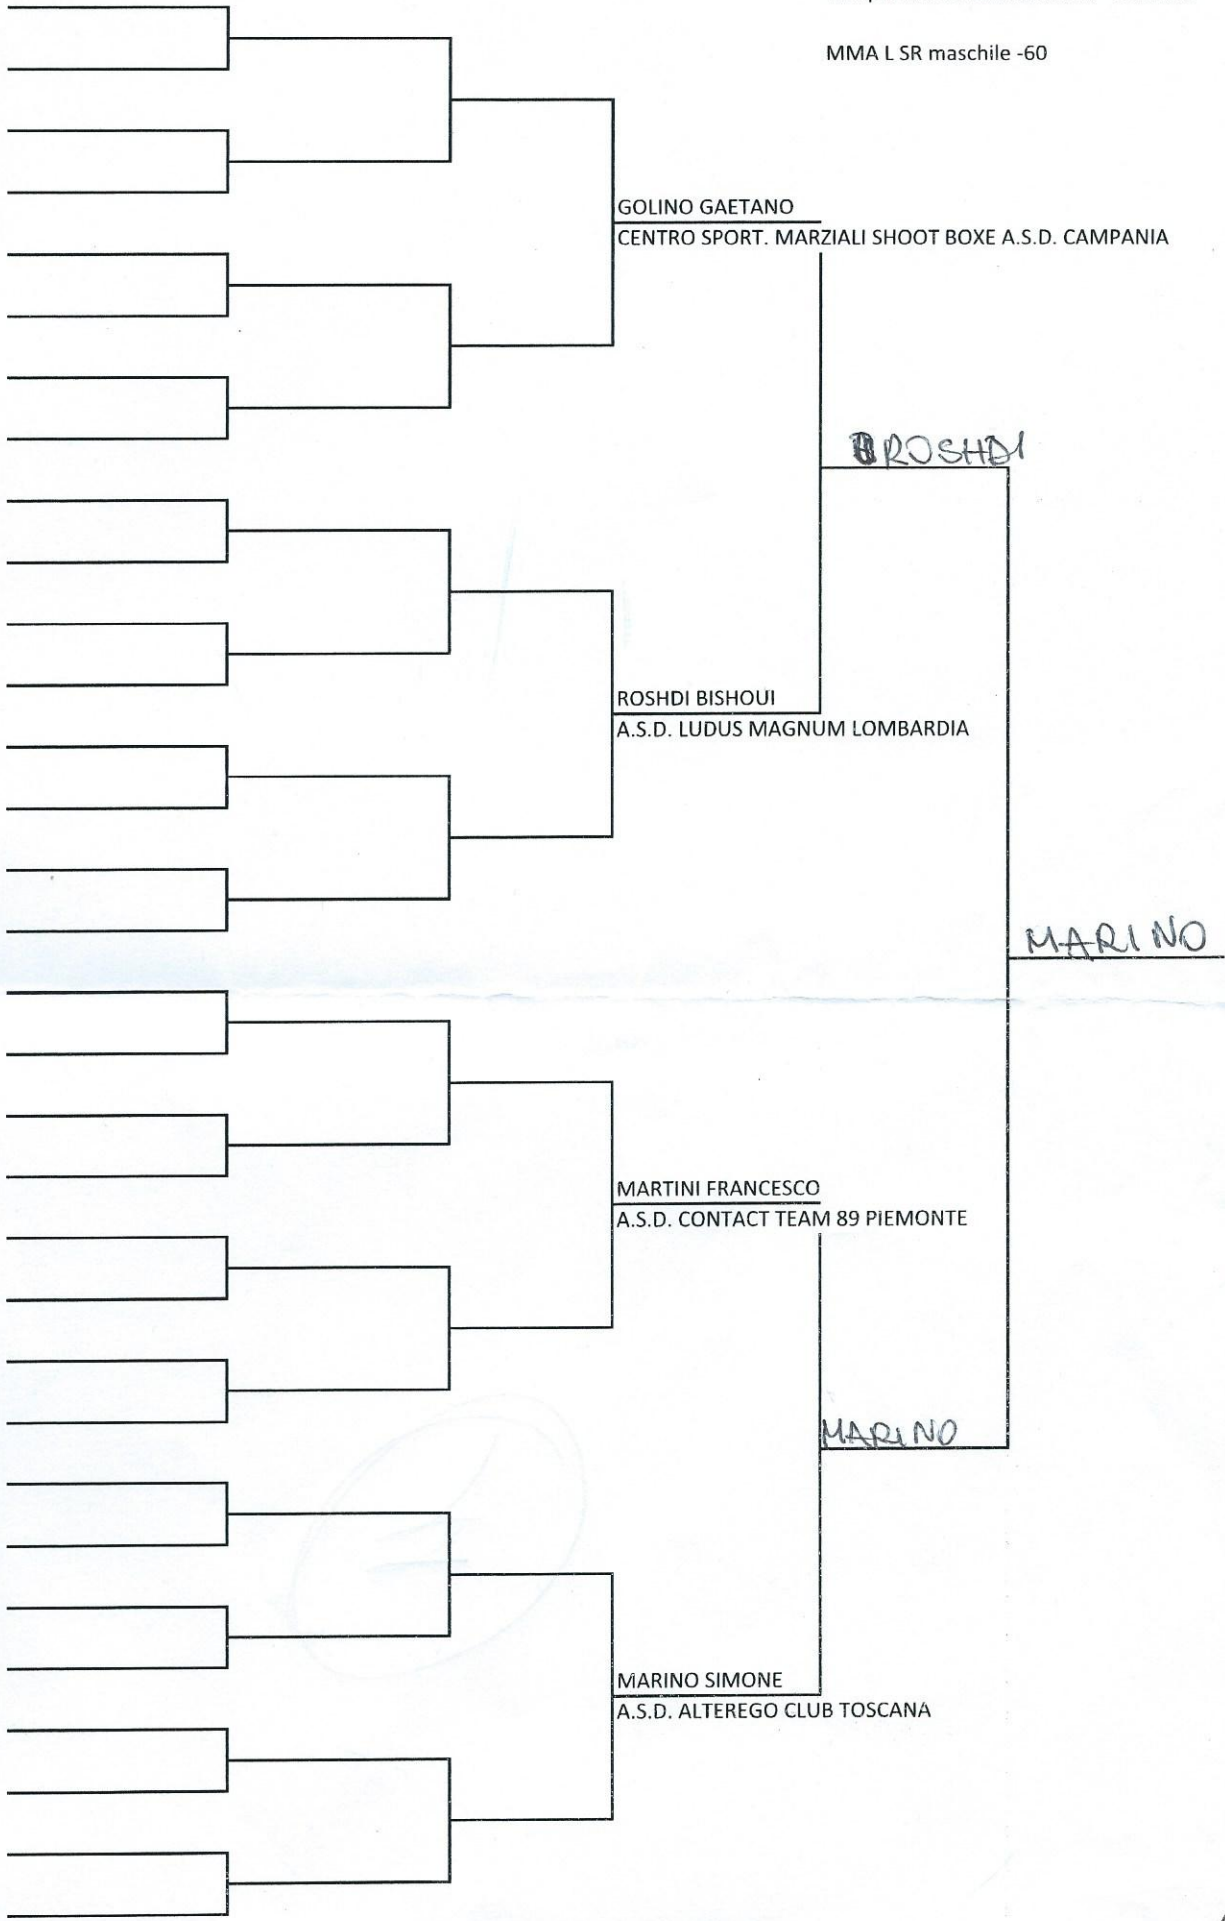 MMA L SR maschile -60
GOLINO GAETANO
CENTRO SPORT. MARZIALI SHOOT BOXE A.S.D. CAMPANIA
ROSHDI
ROSHDI BISHOUI
A.S.D. LUDUS MAGNUM LOMBARDIA
MARINO
MARTINI FRANCESCO
A.S.D. CONTACT TEAM 89 PIEMONTE
MARINO
MARINO SIMONE
A.S.D. ALTEREGO CLUB TOSCANA